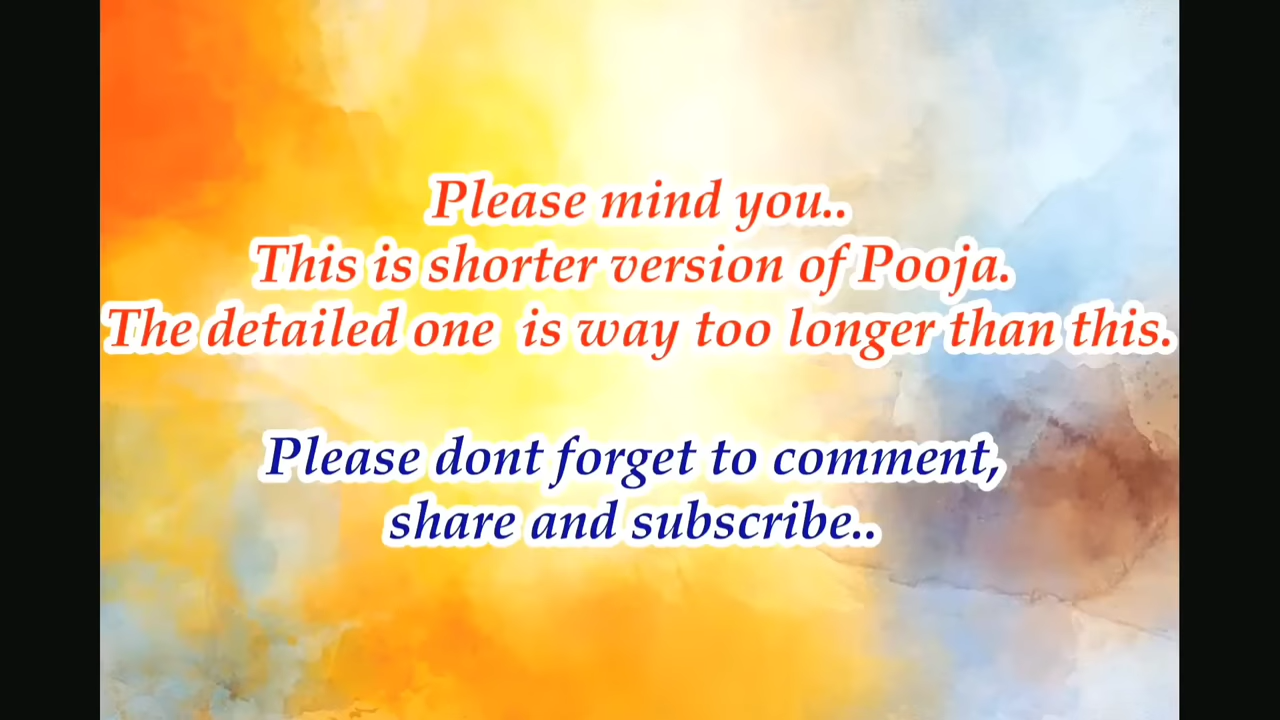 Please mind you..
This is shorter version of Pooja.
The detailed one  is way too longer than this.
Please dont forget to comment,
share and subscribe..